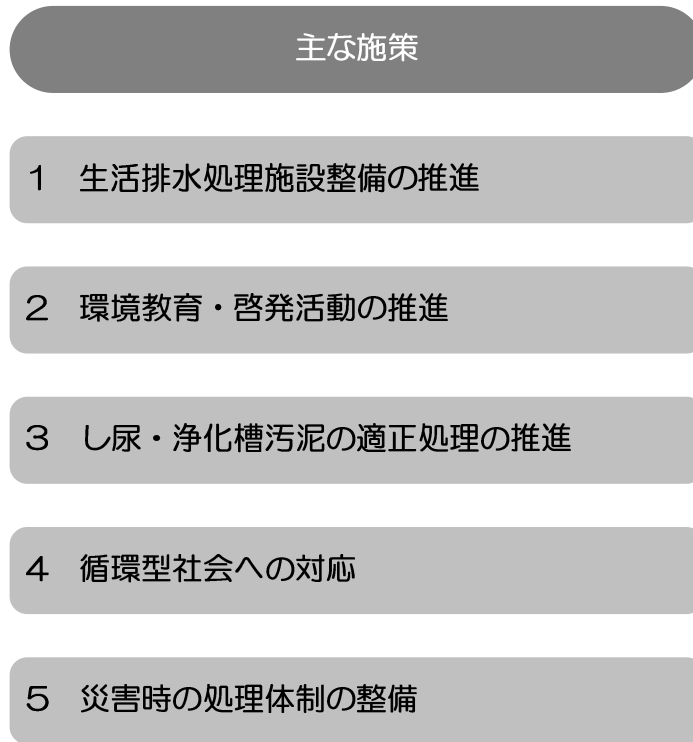 主な施策
1 生活排水処理施設整備の推進
2 環境教育・啓発活動の推進
3 し尿・浄化槽汚泥の適正処理の推進
4 循環型社会への対応
5 災害時の処理体制の整備